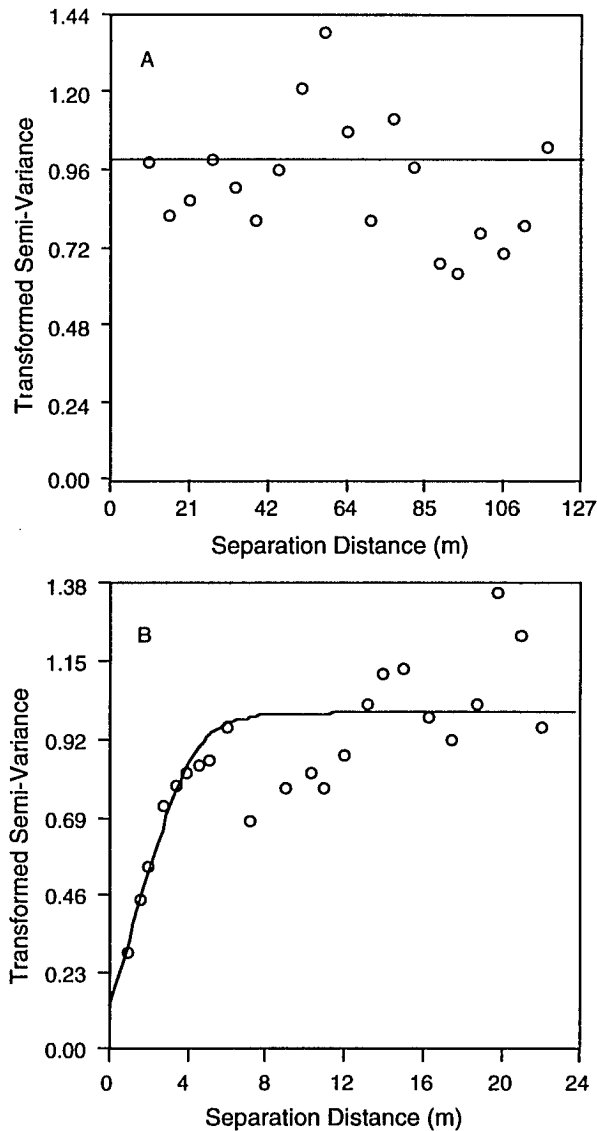 1.44
A
1.20
0.96
0.72
0.48
0.24
0.00
Transformed Semi-Variance
0 21 42 64 85 106 127
Separation Distance (m)
1.38
B
1.15
0.92
0.69
0.46
0.23
0.00
Transformed Semi-Variance
0 4 8 12 16 20 24
Separation Distance (m)